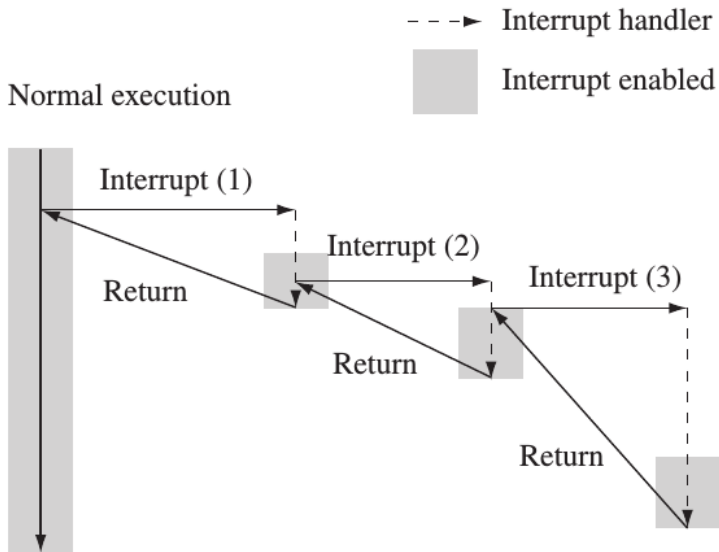 Interrupt handler
Interrupt enabled
Normal execution
Interrupt (1)
Interrupt (2)
Interrupt (3)
Return
Return
Return